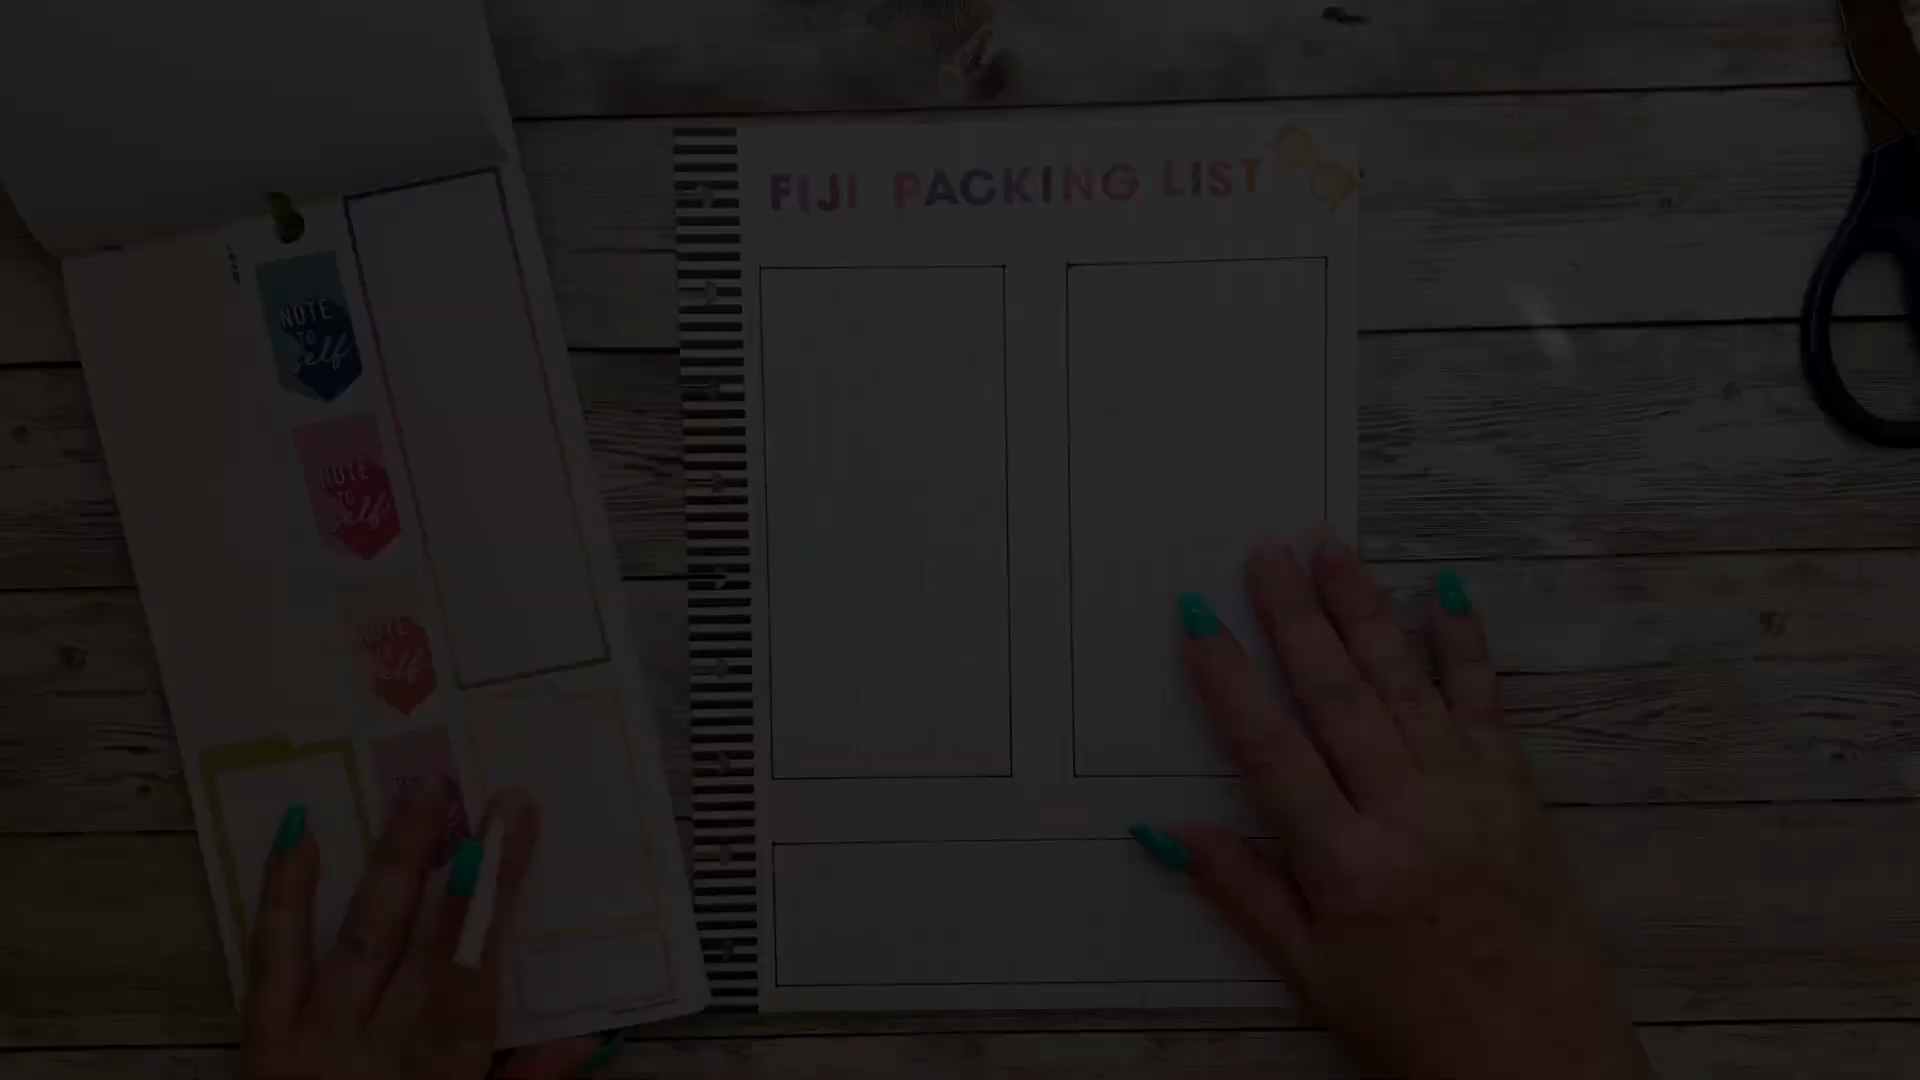 FIJI PACKING LIST
NOTE
TO
self
NOTE
TO
self
NOTE
TO
self